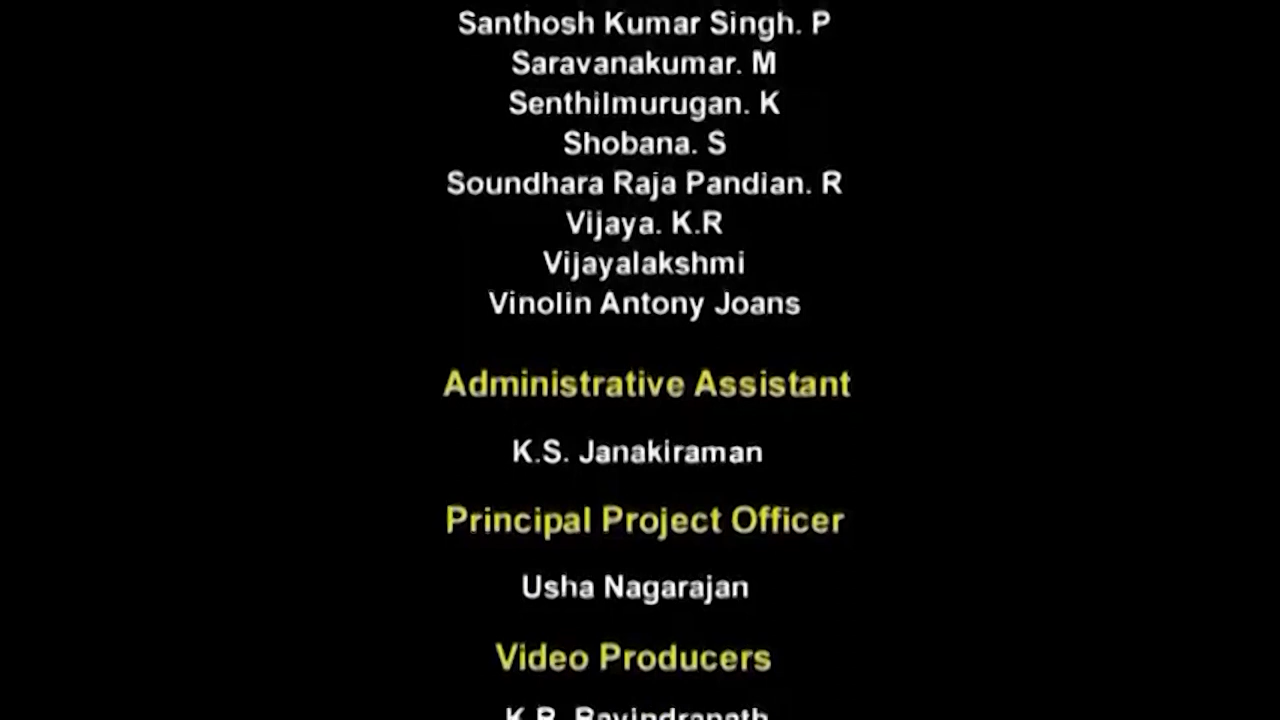 Santhosh Kumar Singh. P
Saravanakumar. M
Senthilmurugan. K
Shobana. S
Soundhara Raja Pandian. R
Vijaya. K.R
Vijayalakshmi
Vinolin Antony Joans
Administrative Assistant
K.S. Janakiraman
Principal Project Officer
Usha Nagarajan
Video Producers
K.R. Ravindranath